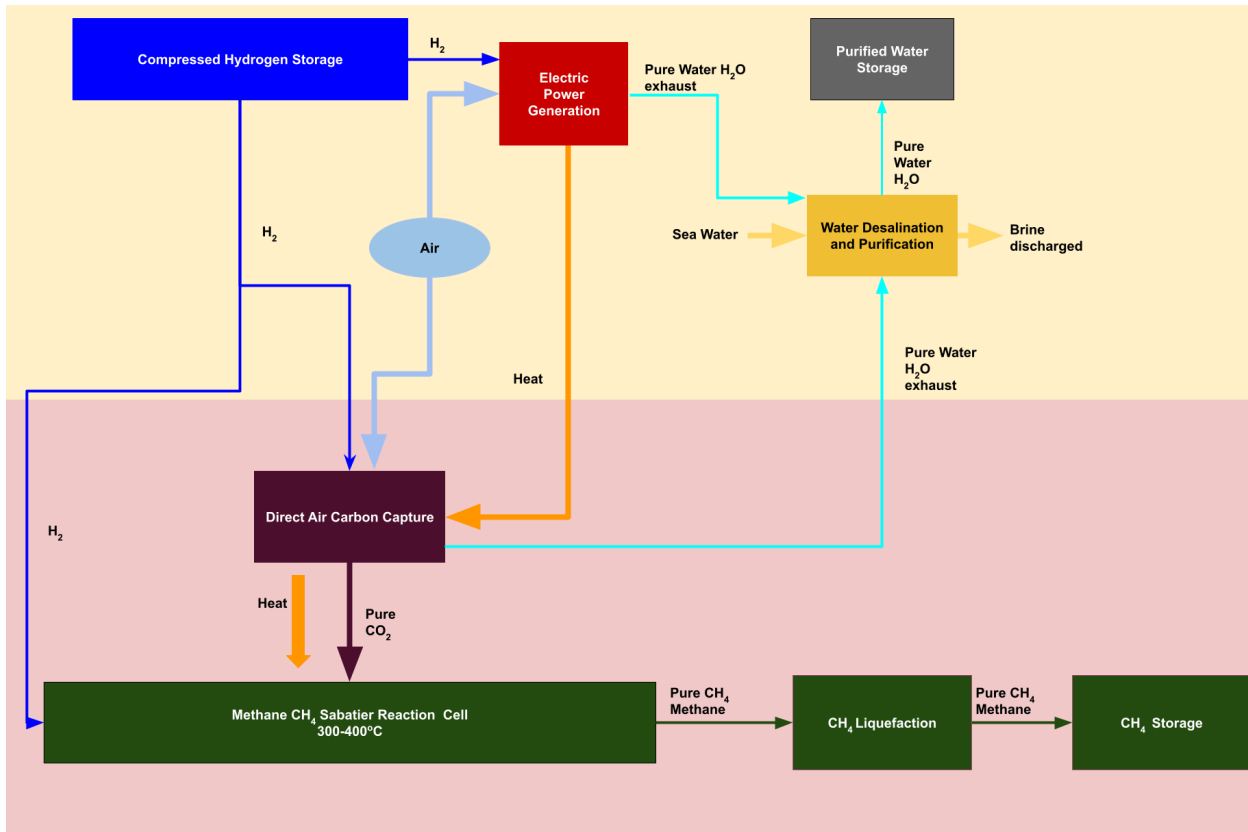 Compressed Hydrogen Storage
H₂
Electric
Power
Generation
Pure Water H₂O
exhaust
Purified Water
Storage
Pure
Water
H₂O
H₂
Air
Sea Water
Water Desalination
and Purification
Brine
discharged
Heat
Pure Water
H₂O
exhaust
Direct Air Carbon Capture
H₂
Heat
Pure
CO₂
Methane CH₄ Sabatier Reaction Cell
300-400ºC
Pure CH₄
Methane
CH₄ Liquefaction
Pure CH₄
Methane
CH₄ Storage